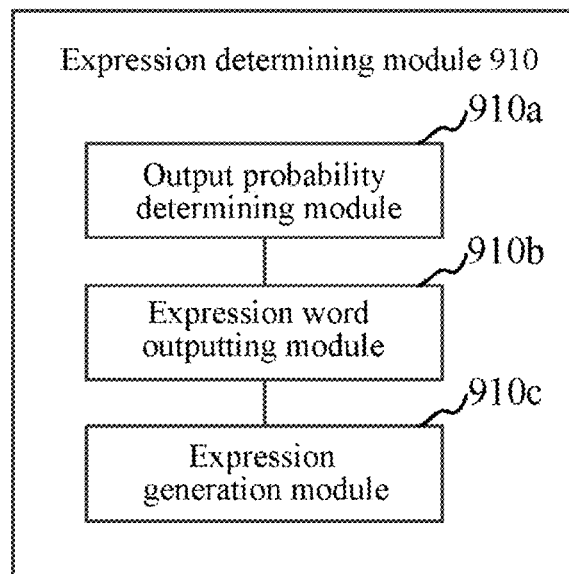 Expression determining module 910
910a
Output probability
determining module
910b
Expression word
outputting module
910c
Expression
generation module